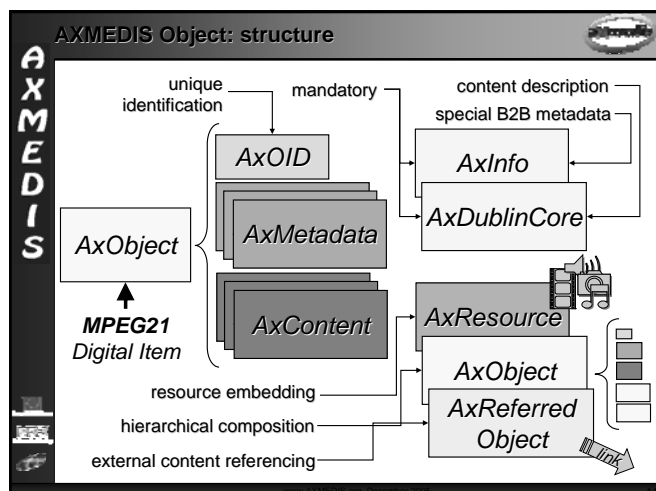 AXMEDIS Object: structure
AXMEDIS
unique
identification
mandatory
content description
special B2B metadata
AxOID
AxInfo
AxMetadata
AxDublinCore
AxObject
MPEG21
Digital Item
AxContent
AxResource
AxObject
AxReferred
Object
resource embedding
hierarchical composition
external content referencing
link